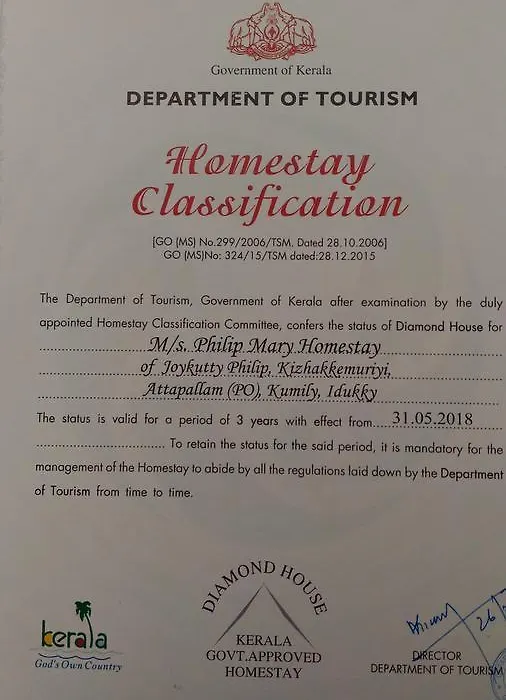 Government of Kerala
DEPARTMENT OF TOURISM
Homestay
Classification
[GO (MS) No.299/2006/TSM. Dated 28.10.2006]
GO (MS)No: 324/15/TSM dated:28.12.2015
The Department of Tourism, Government of Kerala after examination by the duly
appointed Homestay Classification Committee, confers the status of Diamond House for
M/s. Philip Mary Homestay
of Joykutty Philip, Kizhakkemuriyi,
Attapallam (PO), Kumily, Idukky
The status is valid for a period of 3 years with effect from 31.05.2018
To retain the status for the said period, it is mandatory for the
management of the Homestay to abide by all the regulations laid down by the Department
of Tourism from time to time.
DIAMOND HOUSE
KERALA
GOVT.APPROVED
HOMESTAY
kerala
God's Own Country
26/
DIRECTOR
DEPARTMENT OF TOURISM